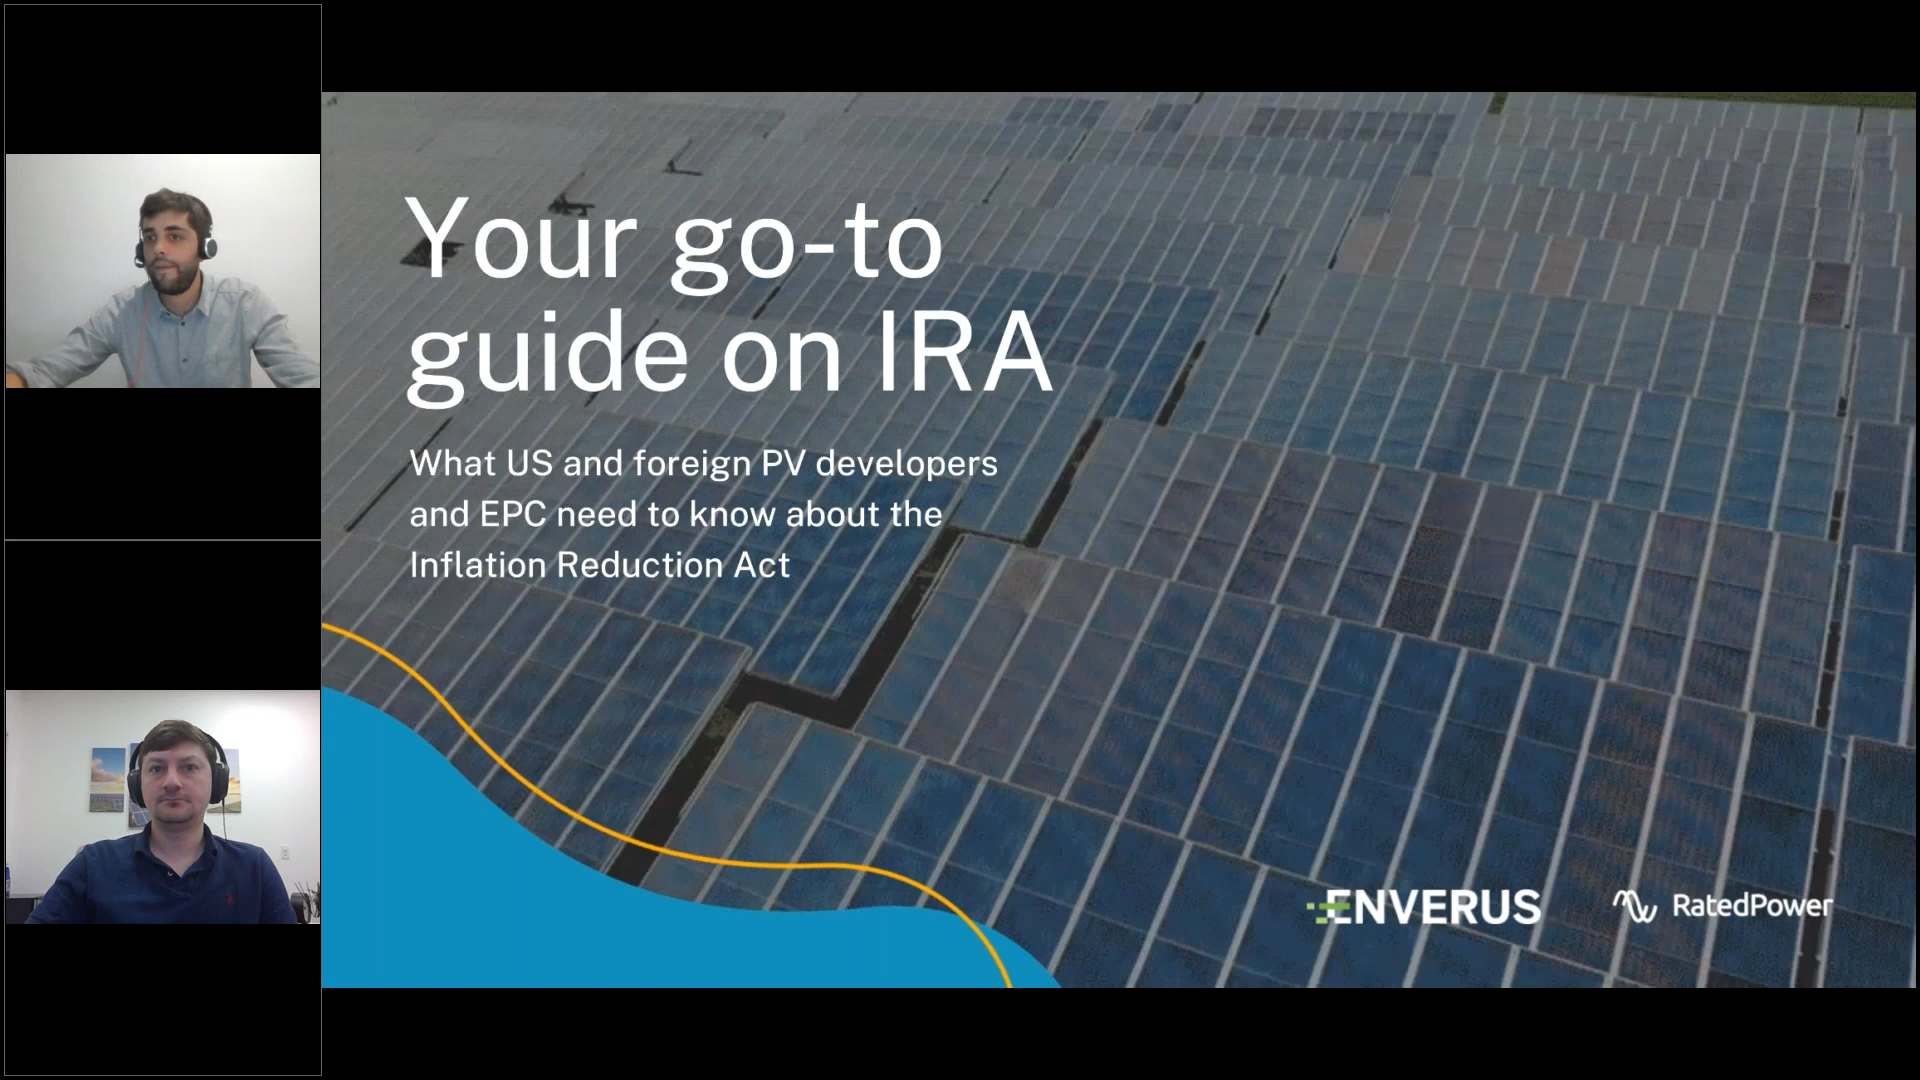 Your go-to
guide on IRA
What US and foreign PV developers
and EPC need to know about the
Inflation Reduction Act
ENVERUS
RatedPower